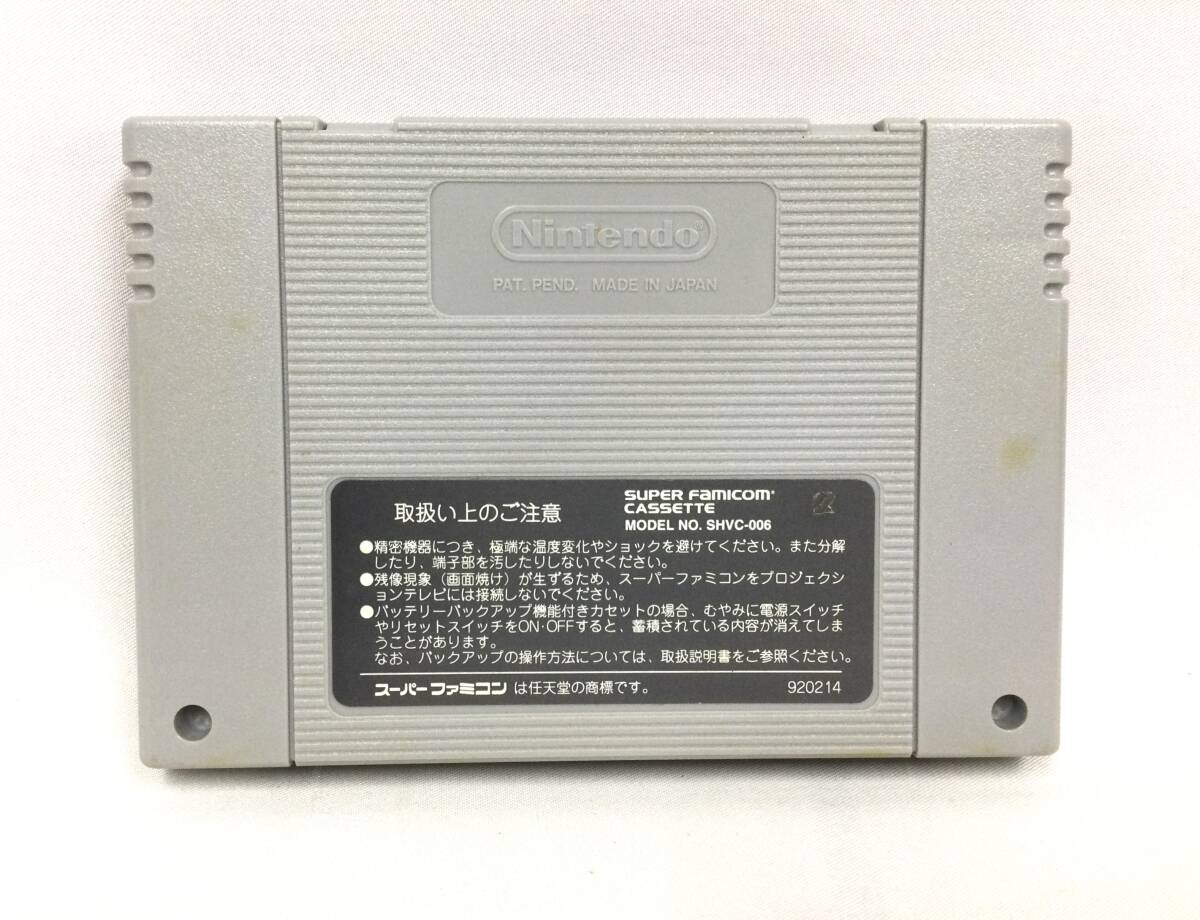 Nintendo®
PAT. PEND. MADE IN JAPAN
取扱い上のご注意
SUPER FAMICOM®
CASSETTE
MODEL NO. SHVC-006
●精密機器につき、極端な温度変化やショックを避けてください。また分解
したり、端子部を汚したりしないでください。
●残像現象（画面焼け）が生ずるため、スーパーファミコンをプロジェクシ
ョンテレビには接続しないでください。
●バッテリーバックアップ機能付きカセットの場合、むやみに電源スイッチ
やリセットスイッチをON・OFFすると、蓄積されている内容が消えてしま
うことがあります。
なお、バックアップの操作方法については、取扱説明書をご参照ください。
スーパーファミコンは任天堂の商標です。
920214